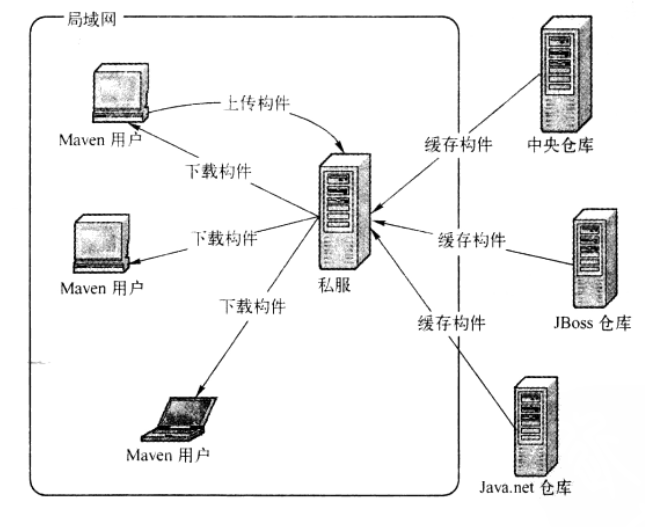 局域网
上传构件
Maven 用户
缓存构件
中央仓库
下载构件
下载构件
缓存构件
Maven 用户
私服
下载构件
缓存构件
JBoss 仓库
Maven 用户
Java.net 仓库